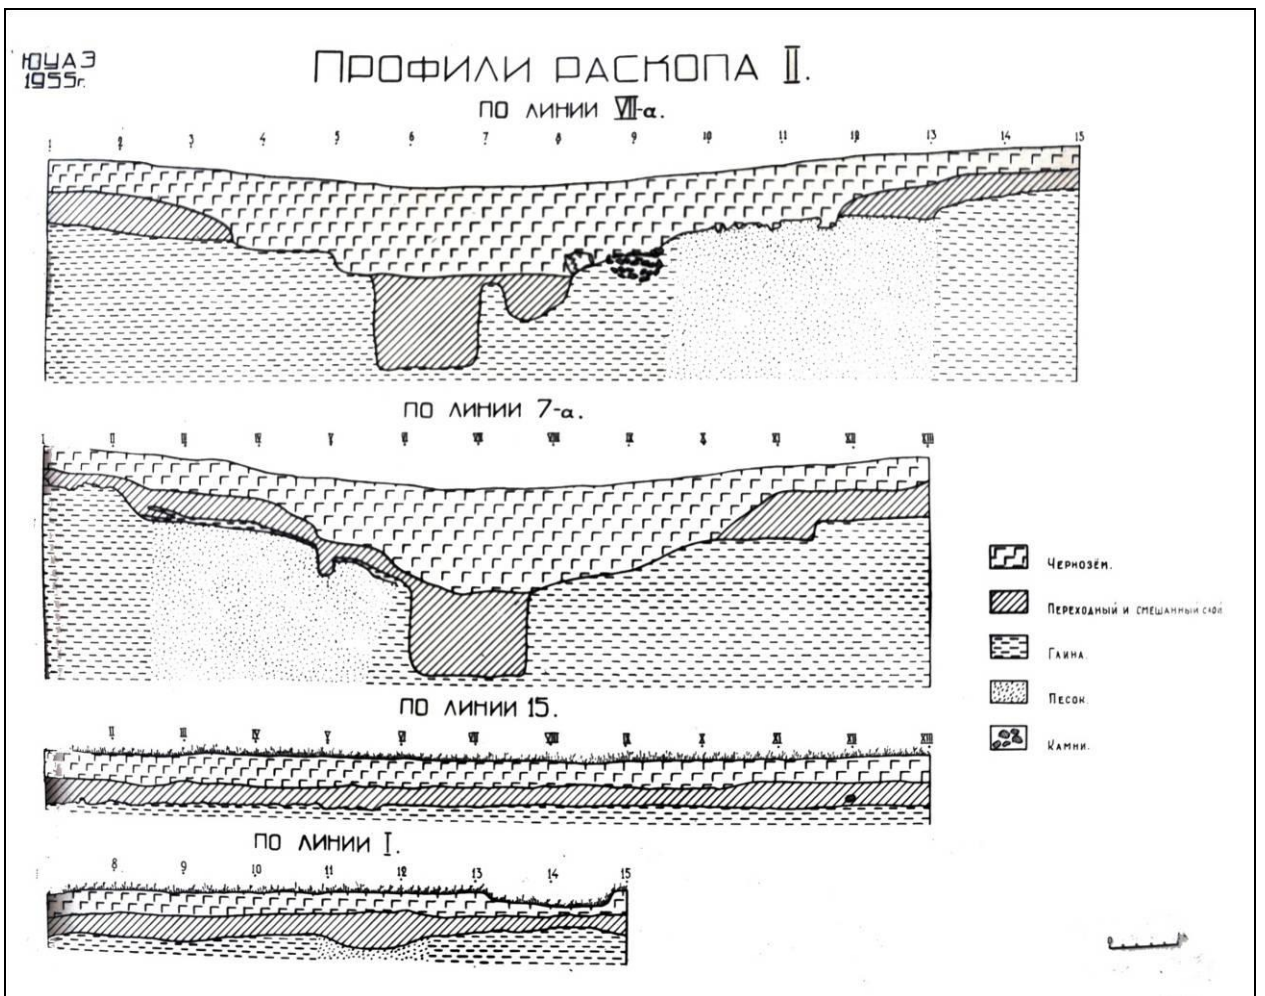 ЮУАЭ
1955г.
ПРОФИЛИ РАСКОПА II.
ПО ЛИНИИ VII-а.
1 2 3 4 5 6 7 8 9 10 11 12 13 14 15
ПО ЛИНИИ 7-а.
I II III IV V VI VII VIII IX X XI XII XIII
ПО ЛИНИИ 15.
II III IV V VI VII VIII IX X XI XII XIII
ПО ЛИНИИ I.
8 9 10 11 12 13 14 15
ЧЕРНОЗЁМ.
ПЕРЕХОДНЫЙ И СМЕШАННЫЙ СЛОЙ
ГЛИНА.
ПЕСОК.
КАМНИ.
0